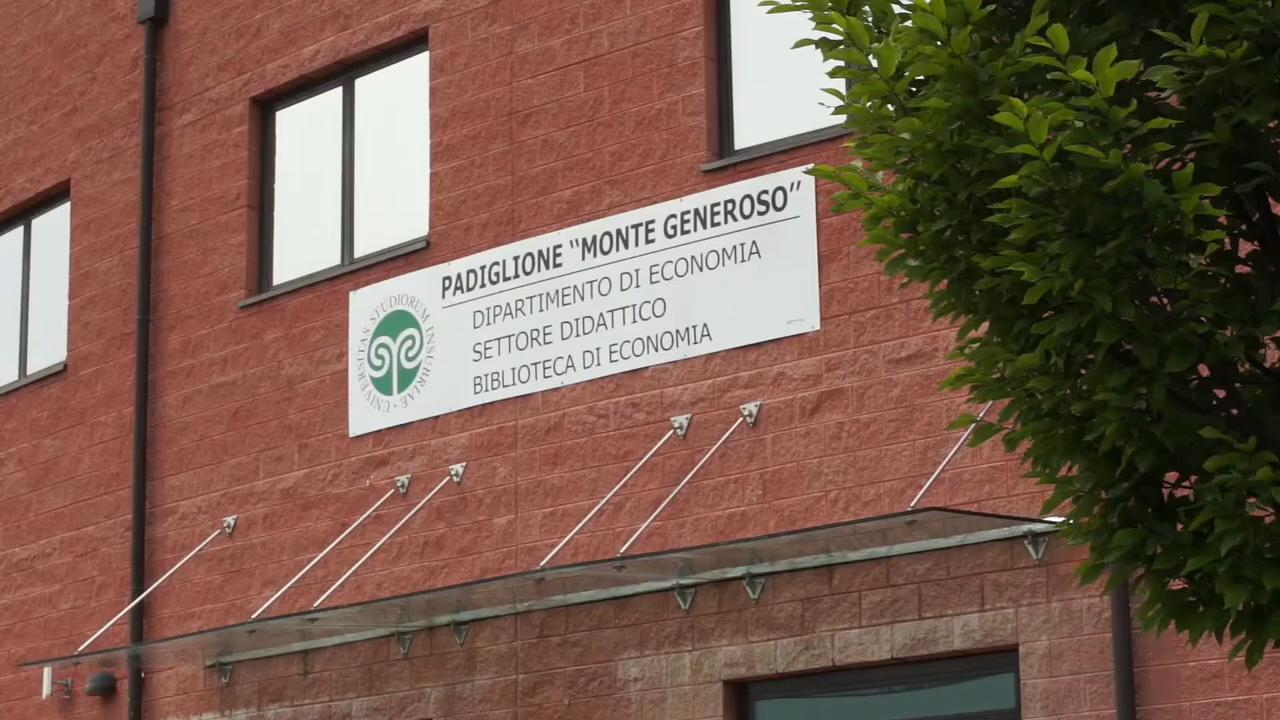 PADIGLIONE "MONTE GENEROSO"
DIPARTIMENTO DI ECONOMIA
SETTORE DIDATTICO
BIBLIOTECA DI ECONOMIA
UNIVERSITAS STUDIORUM INSUBRIAE